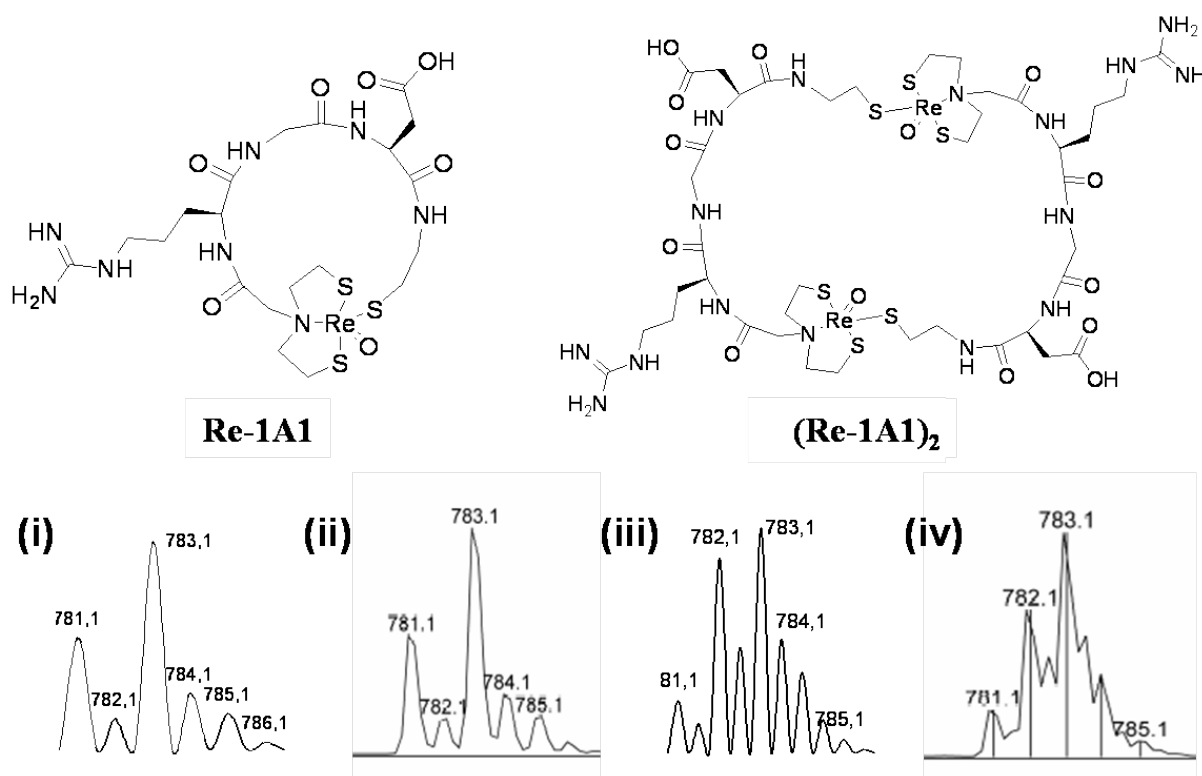 O OH
O H
N
HN
O O
NH
HN HN
NH
H2N O
S
N Re S
O
S
Re-1A1
HO O H
N
O
HN
O
NH
O
HN
NH
H2N O
S
S Re N
O S
O
NH
HN
NH2
NH
O
HN
O
HN
O
OH
O
N
H
S O
N Re S
S
(Re-1A1)2
(i)
781,1
782,1
783,1
784,1
785,1
786,1
(ii)
781.1
782.1
783.1
784.1
785.1
(iii)
81,1
782,1
783,1
784,1
785,1
(iv)
781.1
782.1
783.1
785.1